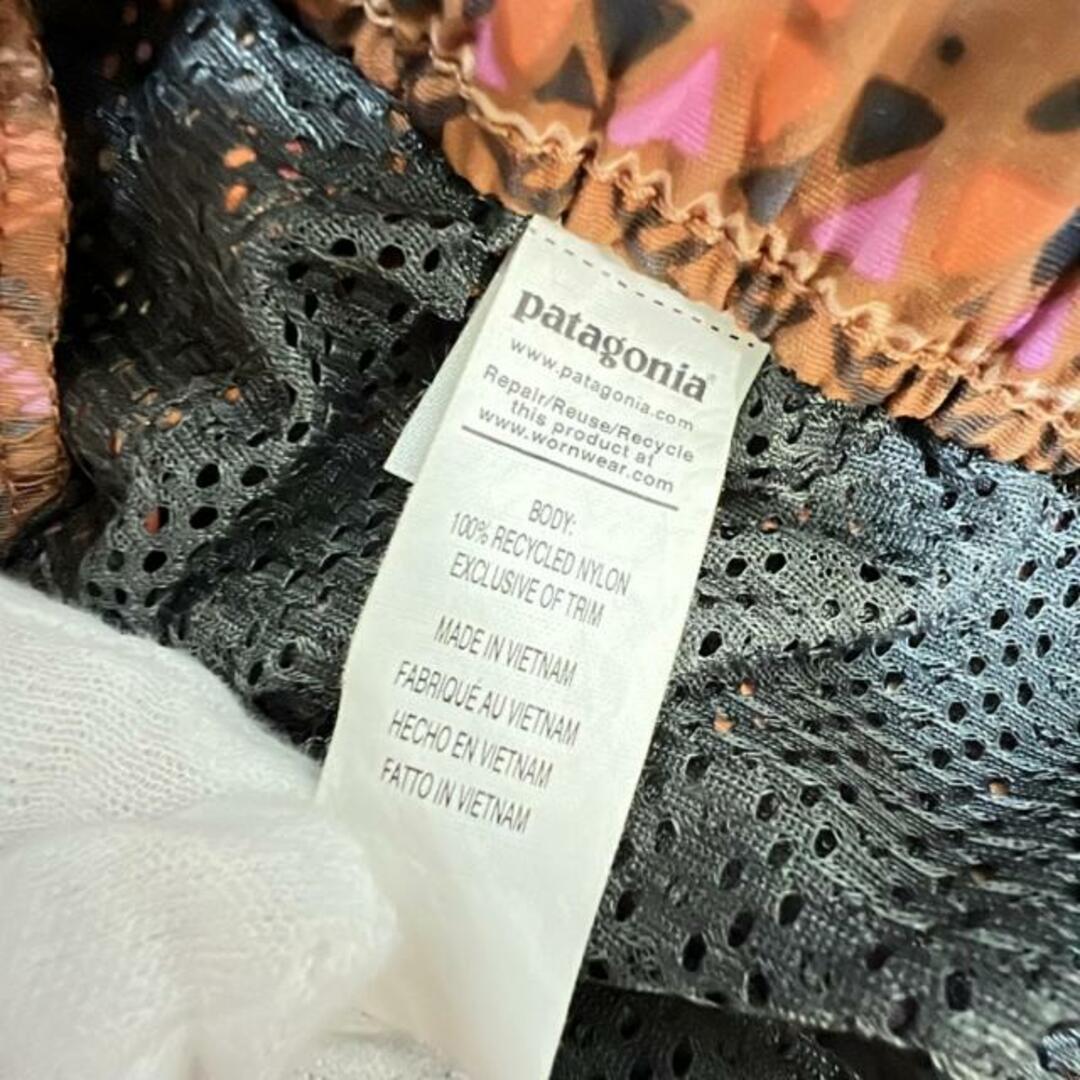 patagonia
www.patagonia.com
Repair/Reuse/Recycle
this product at
www.wornwear.com
BODY:
100% RECYCLED NYLON
EXCLUSIVE OF TRIM
MADE IN VIETNAM
FABRIQUÉ AU VIETNAM
HECHO EN VIETNAM
FATTO IN VIETNAM